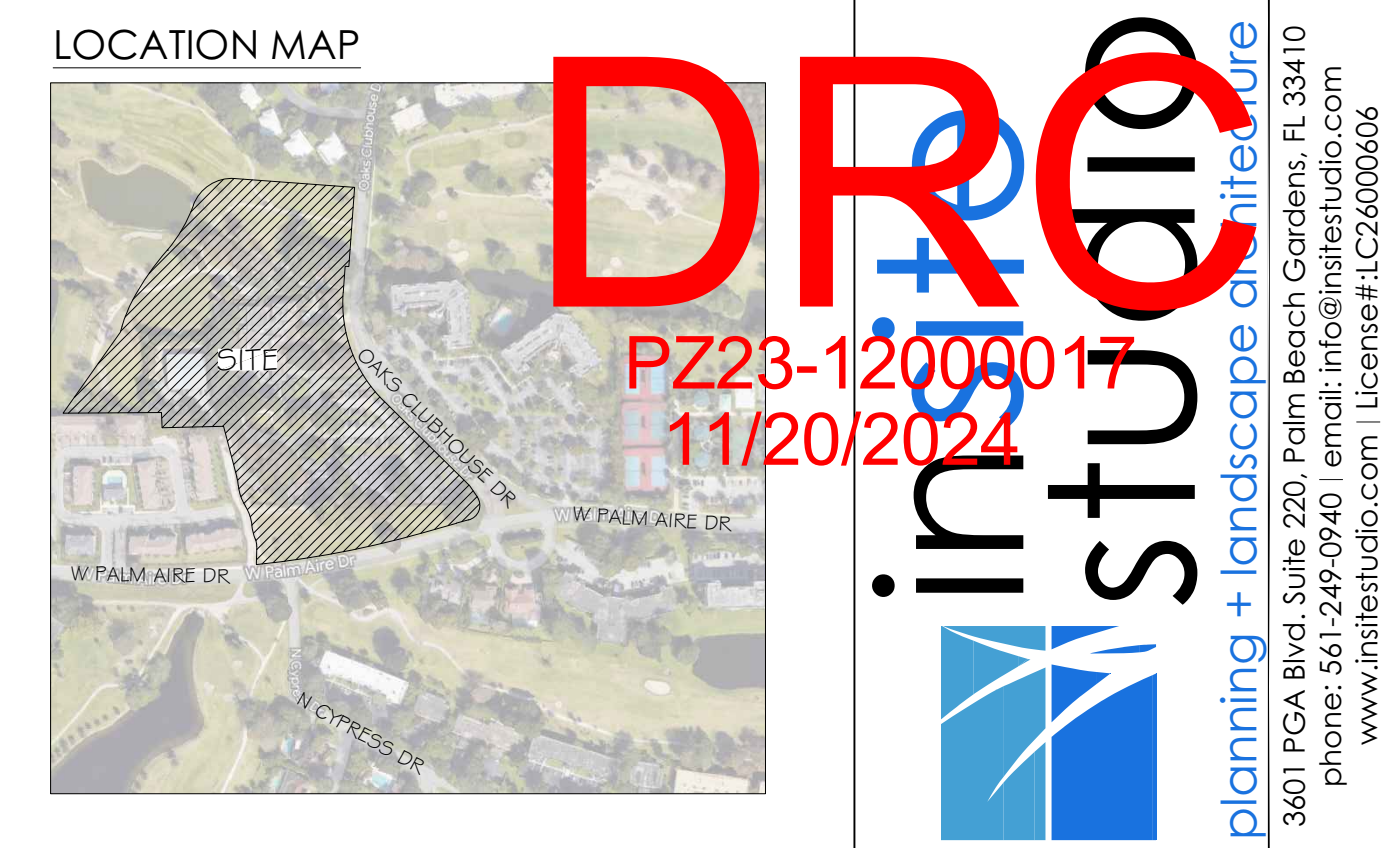 LOCATION MAP
Oaks Clubhouse D
SITE
OAKS CLUBHOUSE DR
W PALM AIRE DR
W PALM AIRE DR
W Palm Aire Dr
N CYPRESS DR
DRC
PZ23-12000017
11/20/2024
insite
studio
planning + landscape architecture
3601 PGA Blvd. Suite 220, Palm Beach Gardens, FL 33410
phone: 561-249-0940 | email: info@insitestudio.com
www.insitestudio.com | License#:LC26000606